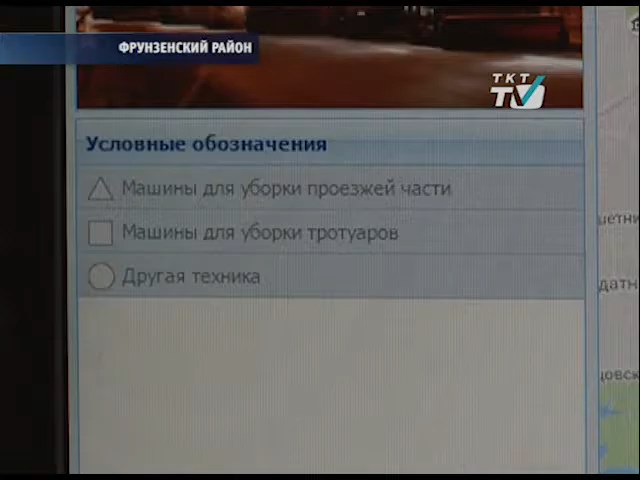 ФРУНЗЕНСКИЙ РАЙОН
ТКТ
TV
Условные обозначения
Машины для уборки проезжей части
Машины для уборки тротуаров
Другая техника